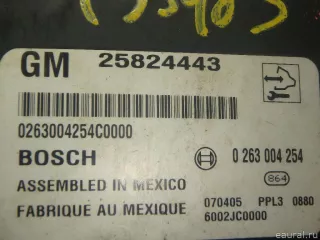 GM 25824443
0263004254C0000
BOSCH 0 263 004 254
864
ASSEMBLED IN MEXICO
070405 PPL3 0880
FABRIQUE AU MEXIQUE
6002JC0000
euroal.ru